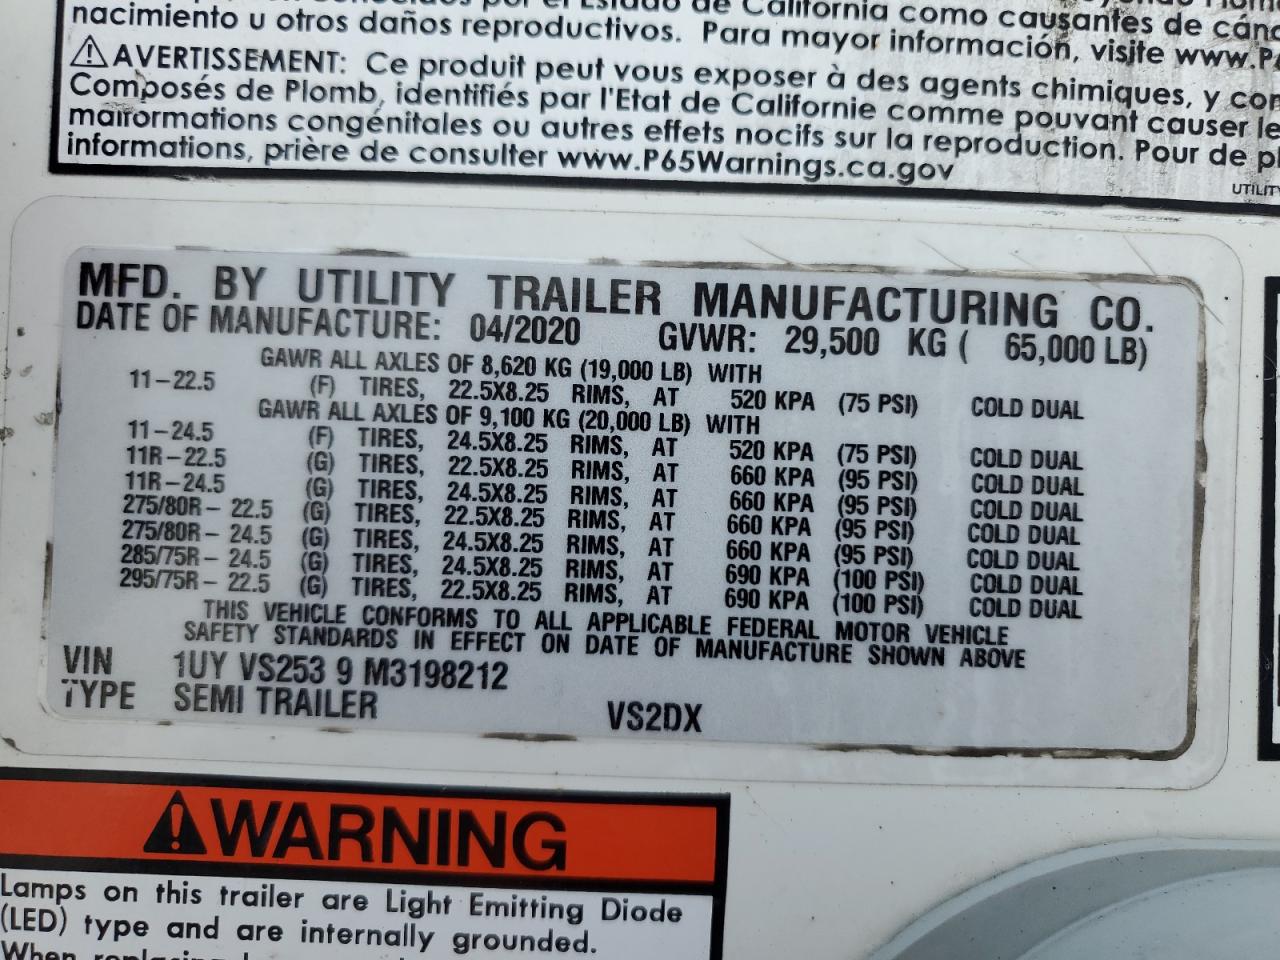 de California como causantes de
nacimiento u otros daños reproductivos. Para mayor información, visite www.P
⚠AVERTISSEMENT: Ce produit peut vous exposer à des agents chimiques, y
Composés de Plomb, identifiés par l'Etat de Californie comme pouvant causer
malformations congénitales ou autres effets nocifs sur la reproduction. Pour de
informations, prière de consulter www.P65Warnings.ca.gov
UTILITY
MFD. BY UTILITY TRAILER MANUFACTURING CO.
DATE OF MANUFACTURE: 04/2020 GVWR: 29,500 KG ( 65,000 LB)
GAWR ALL AXLES OF 8,620 KG (19,000 LB) WITH
11-22.5 (F) TIRES, 22.5X8.25 RIMS, AT 520 KPA (75 PSI) COLD DUAL
GAWR ALL AXLES OF 9,100 KG (20,000 LB) WITH
11-24.5 (F) TIRES, 24.5X8.25 RIMS, AT 520 KPA (75 PSI) COLD DUAL
11R-22.5 (G) TIRES, 22.5X8.25 RIMS, AT 660 KPA (95 PSI) COLD DUAL
11R-24.5 (G) TIRES, 24.5X8.25 RIMS, AT 660 KPA (95 PSI) COLD DUAL
275/80R- 22.5 (G) TIRES, 22.5X8.25 RIMS, AT 660 KPA (95 PSI) COLD DUAL
275/80R- 24.5 (G) TIRES, 24.5X8.25 RIMS, AT 660 KPA (95 PSI) COLD DUAL
285/75R- 24.5 (G) TIRES, 24.5X8.25 RIMS, AT 690 KPA (100 PSI) COLD DUAL
295/75R- 22.5 (G) TIRES, 22.5X8.25 RIMS, AT 690 KPA (100 PSI) COLD DUAL
THIS VEHICLE CONFORMS TO ALL APPLICABLE FEDERAL MOTOR VEHICLE
SAFETY STANDARDS IN EFFECT ON DATE OF MANUFACTURE SHOWN ABOVE
VIN 1UY VS253 9 M3198212
TYPE SEMI TRAILER VS2DX
⚠WARNING
Lamps on this trailer are Light Emitting Diode
(LED) type and are internally grounded.
When